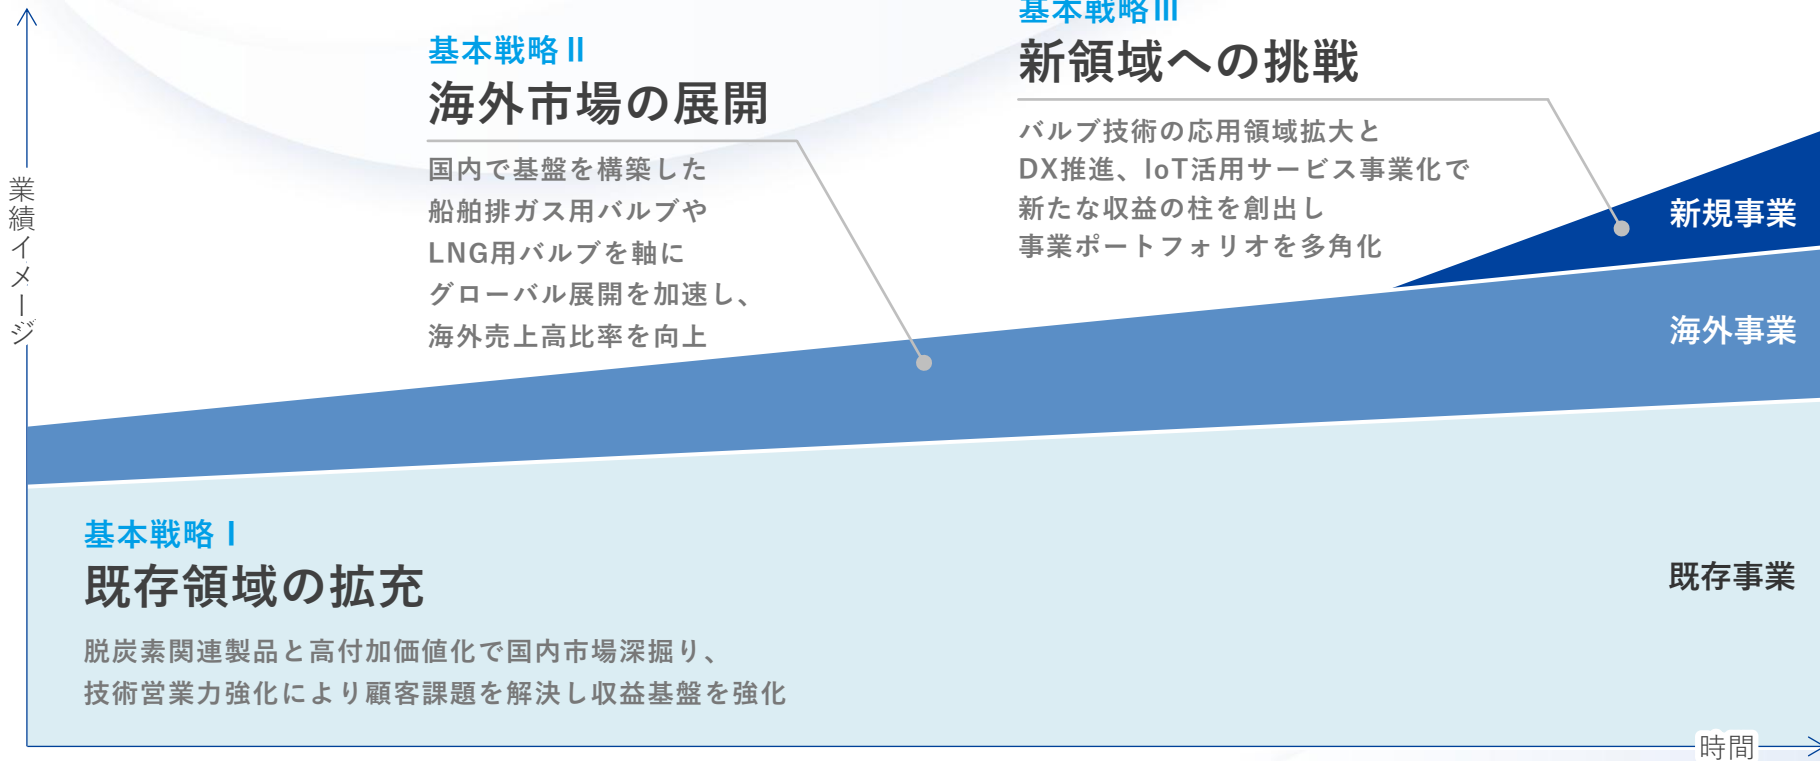 業績イメージ
基本戦略Ⅱ
海外市場の展開
国内で基盤を構築した
船舶排ガス用バルブや
LNG用バルブを軸に
グローバル展開を加速し、
海外売上高比率を向上
基本戦略Ⅲ
新領域への挑戦
バルブ技術の応用領域拡大と
DX推進、IoT活用サービス事業化で
新たな収益の柱を創出し
事業ポートフォリオを多角化
新規事業
海外事業
基本戦略Ⅰ
既存領域の拡充
脱炭素関連製品と高付加価値化で国内市場深掘り、
技術営業力強化により顧客課題を解決し収益基盤を強化
既存事業
時間